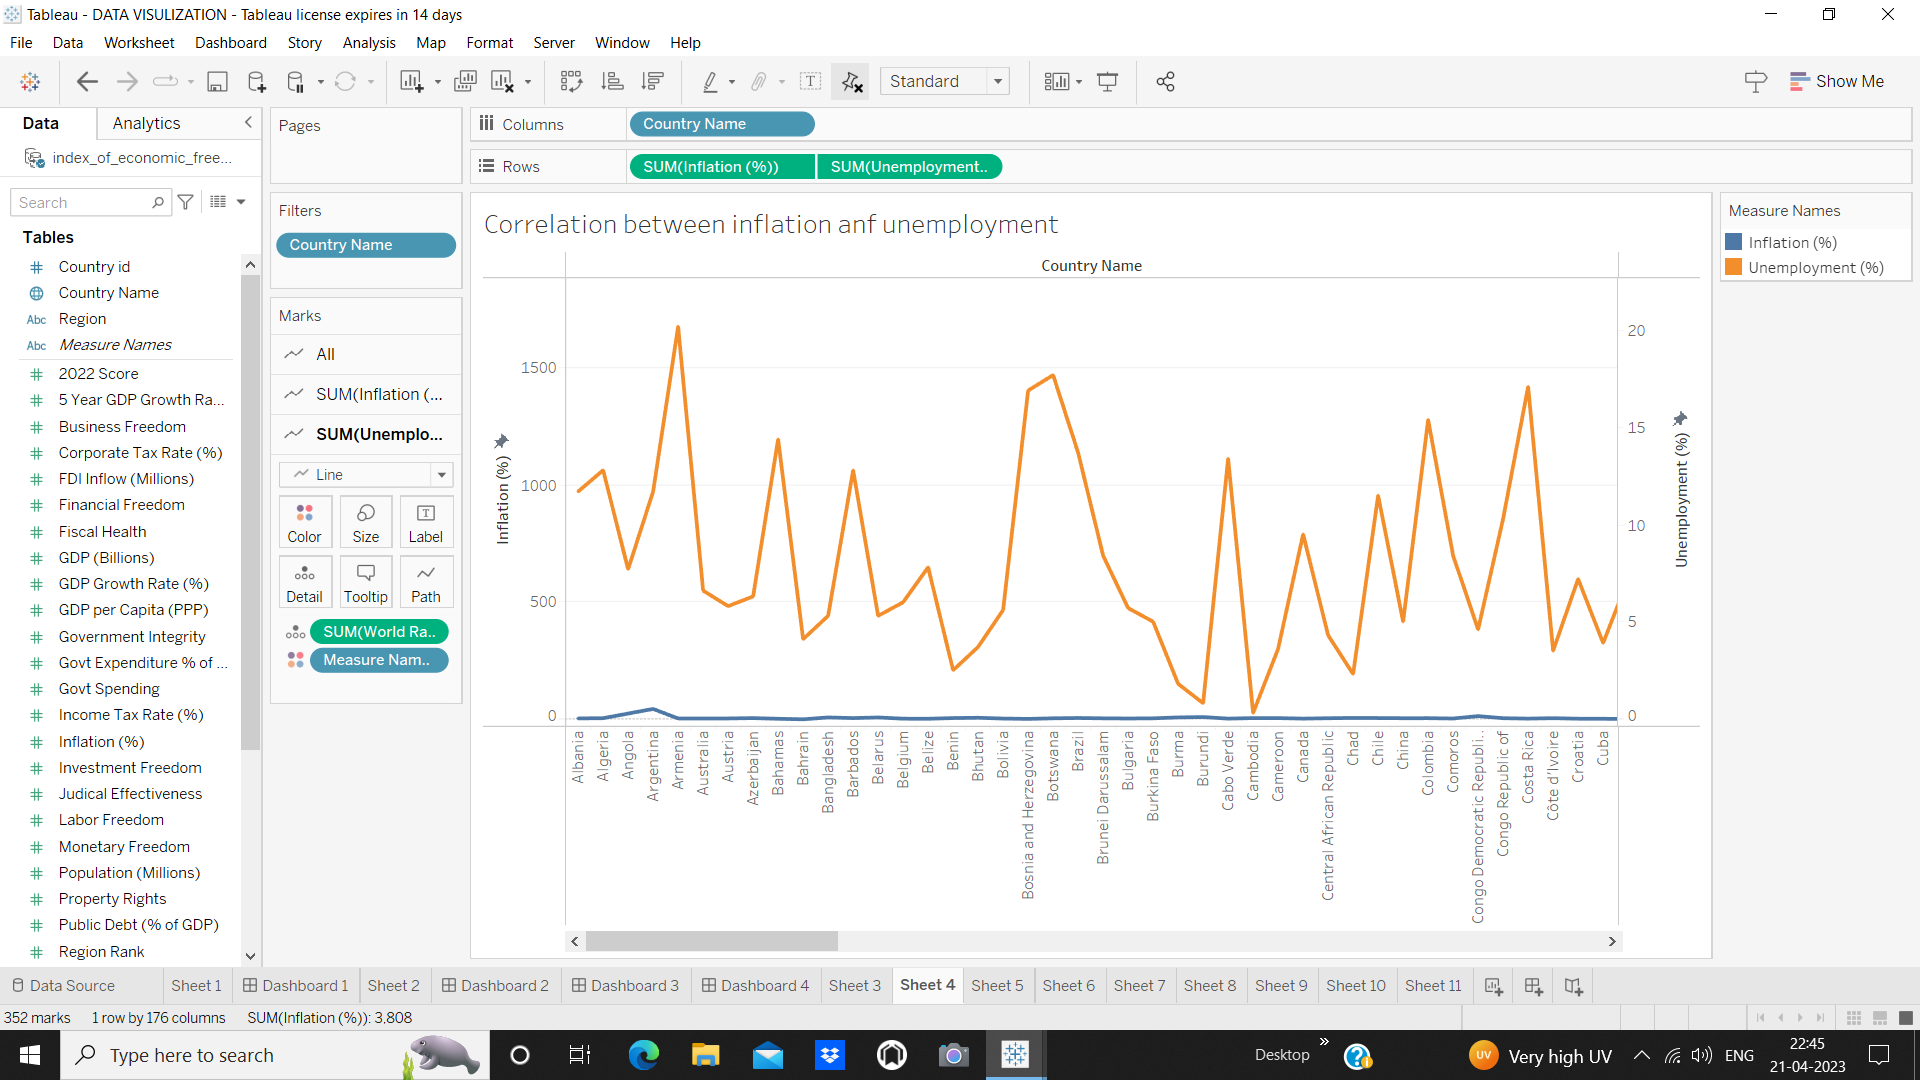 Tableau - DATA VISULIZATION - Tableau license expires in 14 days
File Data Worksheet Dashboard Story Analysis Map Format Server Window Help
Standard
Show Me
Data Analytics
index_of_economic_free...
Search
Tables
Country id
Country Name
Abc Region
Abc Measure Names
2022 Score
5 Year GDP Growth Ra...
Business Freedom
Corporate Tax Rate (%)
FDI Inflow (Millions)
Financial Freedom
Fiscal Health
GDP (Billions)
GDP Growth Rate (%)
GDP per Capita (PPP)
Government Integrity
Govt Expenditure % of ...
Govt Spending
Income Tax Rate (%)
Inflation (%)
Investment Freedom
Judical Effectiveness
Labor Freedom
Monetary Freedom
Population (Millions)
Property Rights
Public Debt (% of GDP)
Region Rank
Pages
Filters
Country Name
Marks
All
SUM(Inflation (...
SUM(Unemplo...
Line
Color Size Label
Detail Tooltip Path
SUM(World Ra..
Measure Nam..
Columns Country Name
Rows SUM(Inflation (%)) SUM(Unemployment..
Correlation between inflation anf unemployment
Country Name
Inflation (%)
1500
1000
500
0
20
15
10
5
0
Unemployment (%)
Albania
Algeria
Angola
Argentina
Armenia
Australia
Austria
Azerbaijan
Bahamas
Bahrain
Bangladesh
Barbados
Belarus
Belgium
Belize
Benin
Bhutan
Bolivia
Bosnia and Herzegovina
Botswana
Brazil
Brunei Darussalam
Bulgaria
Burkina Faso
Burma
Burundi
Cabo Verde
Cambodia
Cameroon
Canada
Central African Republic
Chad
Chile
China
Colombia
Comoros
Congo Democratic Republi..
Congo Republic of
Costa Rica
Côte d'Ivoire
Croatia
Cuba
Measure Names
Inflation (%)
Unemployment (%)
Data Source Sheet 1 Dashboard 1 Sheet 2 Dashboard 2 Dashboard 3 Dashboard 4 Sheet 3 Sheet 4 Sheet 5 Sheet 6 Sheet 7 Sheet 8 Sheet 9 Sheet 10 Sheet 11
352 marks 1 row by 176 columns SUM(Inflation (%)): 3,808
Type here to search
Desktop
UV Very high UV
ENG
22:45
21-04-2023